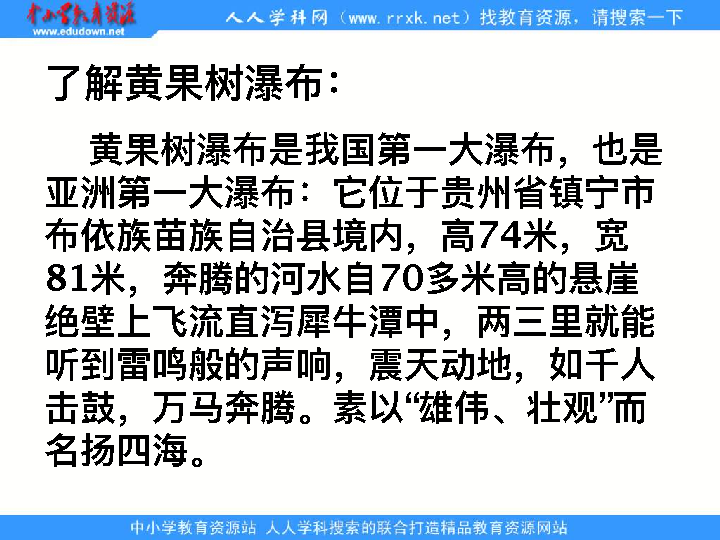 中小学教育资源
www.edudown.net
人人学科网（www.rrxk.net）找教育资源，请搜索一下
了解黄果树瀑布：
黄果树瀑布是我国第一大瀑布，也是
亚洲第一大瀑布：它位于贵州省镇宁市
布依族苗族自治县境内，高74米，宽
81米，奔腾的河水自70多米高的悬崖
绝壁上飞流直泻犀牛潭中，两三里就能
听到雷鸣般的声响，震天动地，如千人
击鼓，万马奔腾。素以“雄伟、壮观”而
名扬四海。
中小学教育资源站 人人学科搜索的联合打造精品教育资源网站